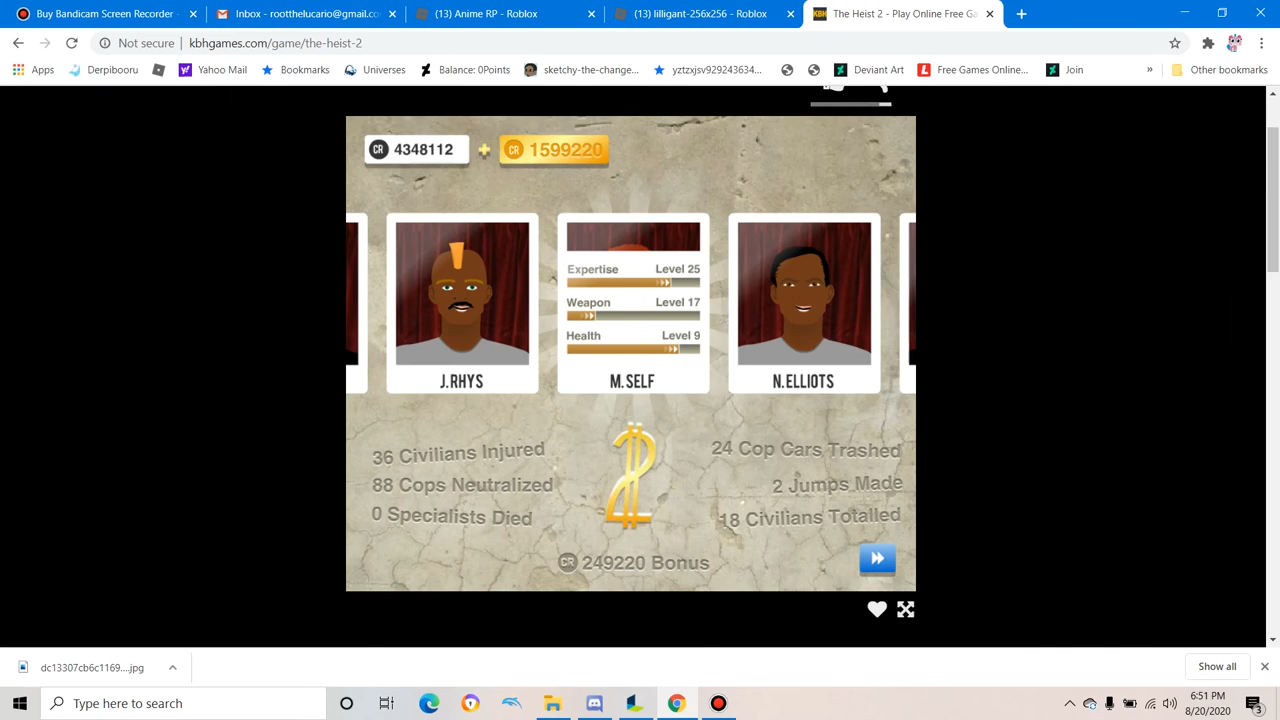 Buy Bandicam Screen Recorder
Inbox - rootthelucario@gmail.co
(13) Anime RP - Roblox
(13) lilligant-256x256 - Roblox
KBH
The Heist 2 - Play Online Free Ga
Not secure | kbhgames.com/game/the-heist-2
Apps
Derpibooru
Yahoo Mail
Bookmarks
Universes
Balance: 0Points
sketchy-the-change...
yztzxjsv929243634...
Deviant Art
Free Games Online...
Join
»
Other bookmarks
CR 4348112 + CR 1599220
Expertise Level 25
Weapon Level 17
Health Level 9
J.RHYS
M.SELF
N.ELLIOTS
36 Civilians Injured
88 Cops Neutralized
0 Specialists Died
24 Cop Cars Trashed
2 Jumps Made
18 Civilians Totalled
CR 249220 Bonus
dc13307cb6c1169....jpg
Show all
Type here to search
6:51 PM
8/20/2020
3